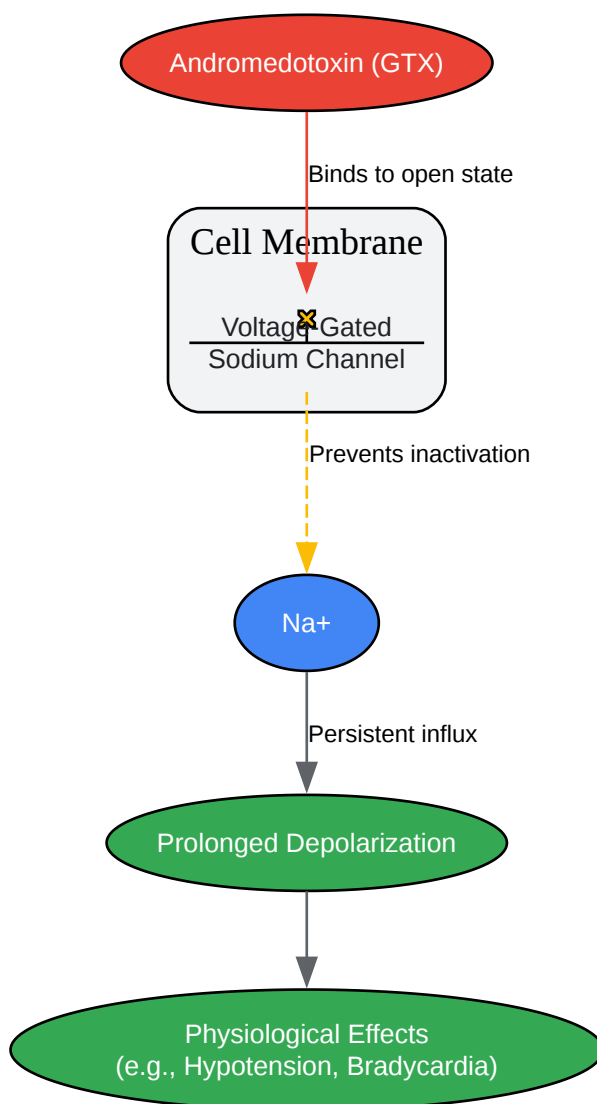 Andromedotoxin (GTX)
Binds to open state
Cell Membrane
Voltage-Gated
Sodium Channel
Prevents inactivation
Na+
Persistent influx
Prolonged Depolarization
Physiological Effects
(e.g., Hypotension, Bradycardia)